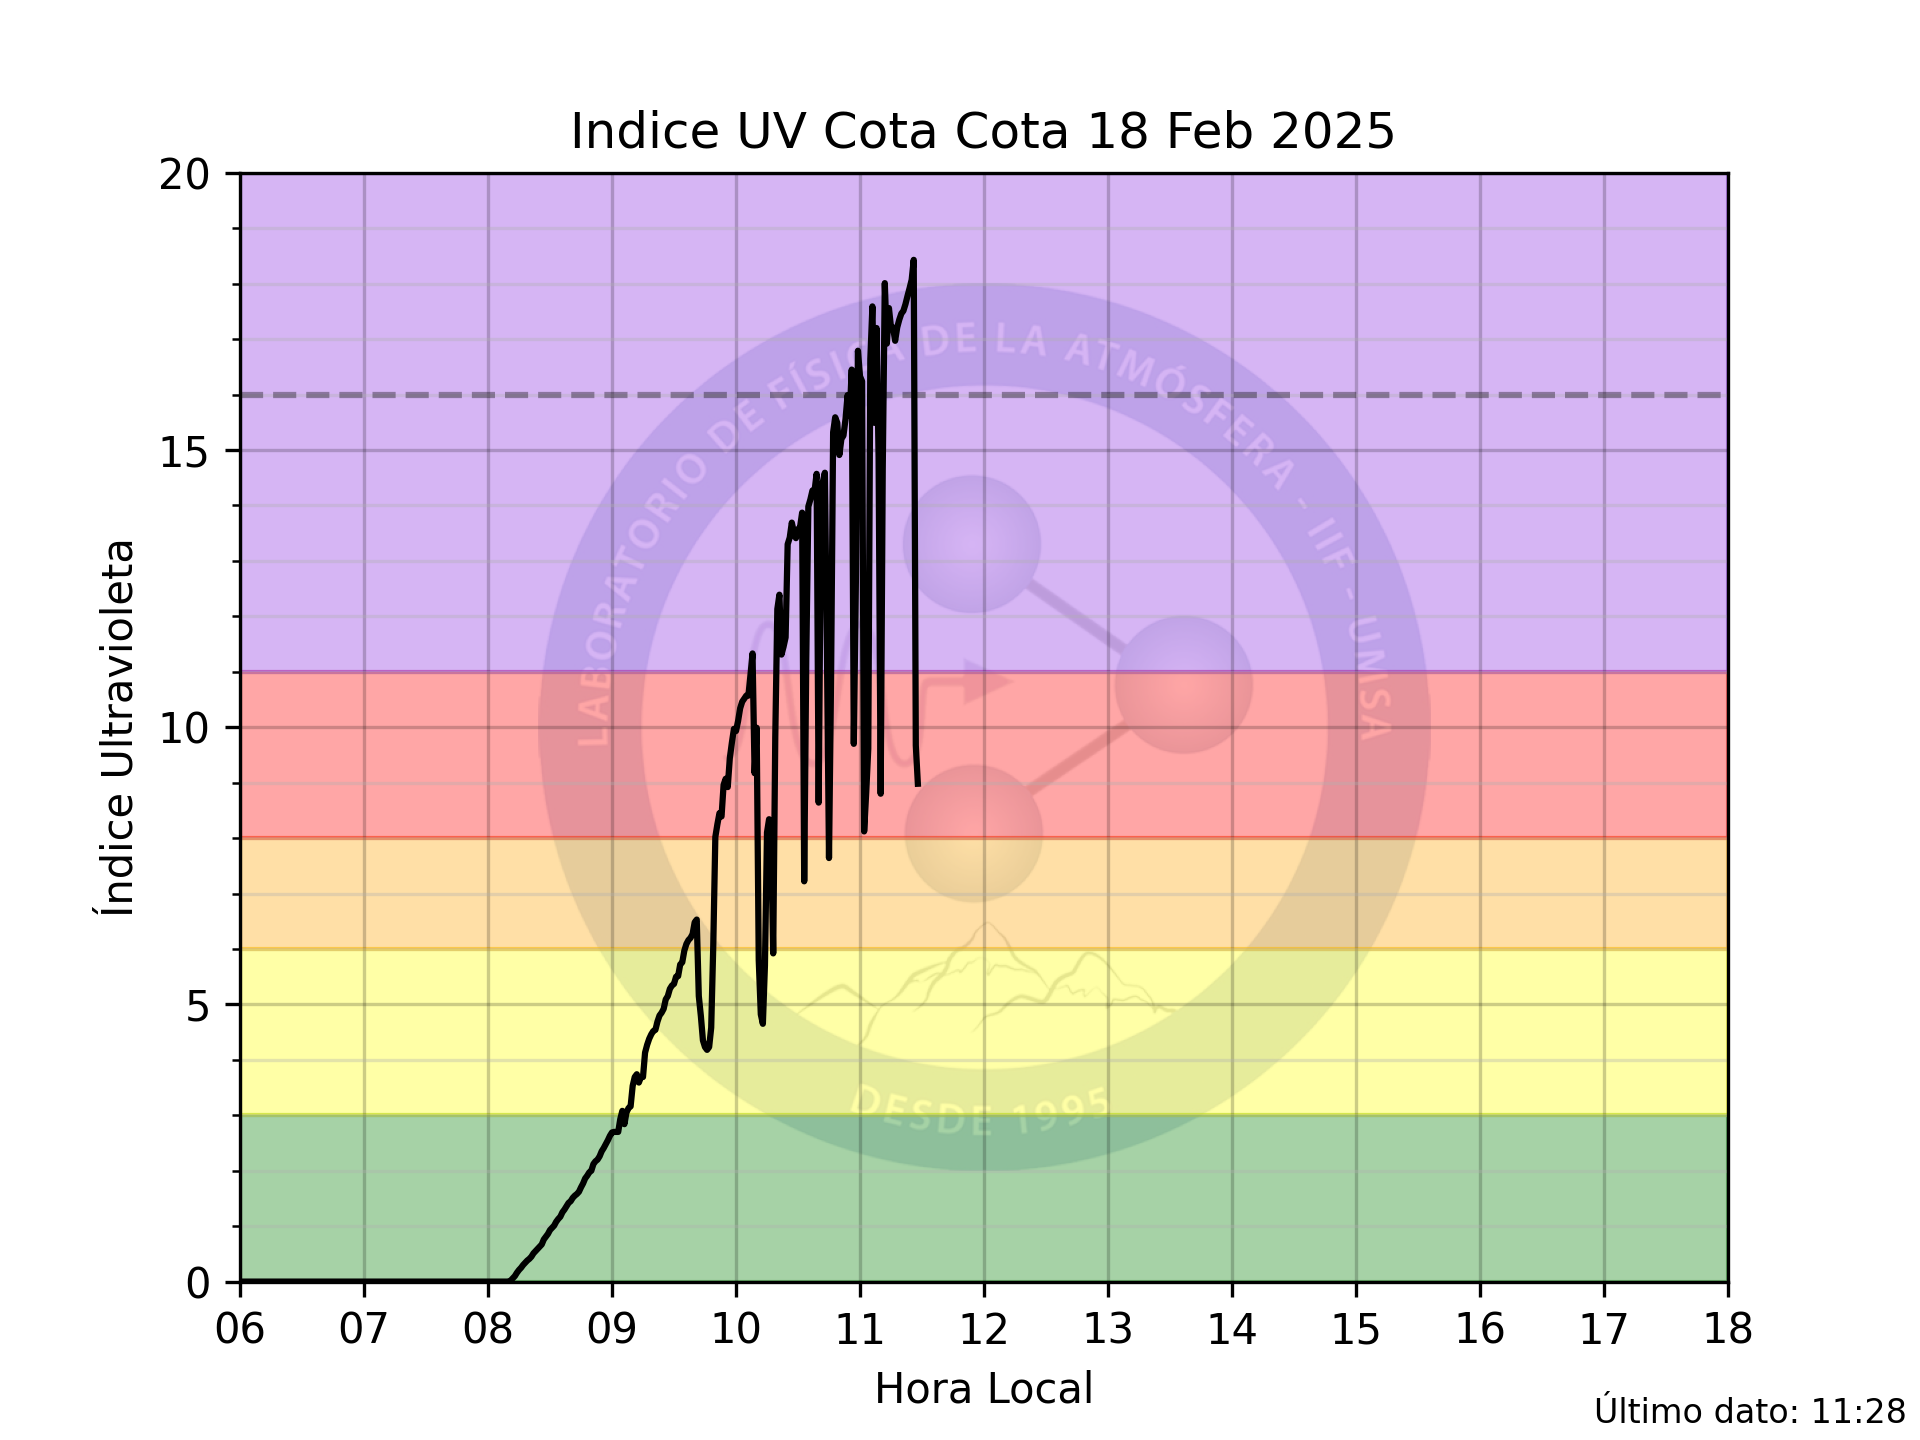 Indice UV Cota Cota 18 Feb 2025
20
15
10
5
0
Índice Ultravioleta
LABORATORIO DE FÍSICA DE LA ATMÓSFERA - IIF - UMSA
DESDE 1995
06 07 08 09 10 11 12 13 14 15 16 17 18
Hora Local
Último dato: 11:28